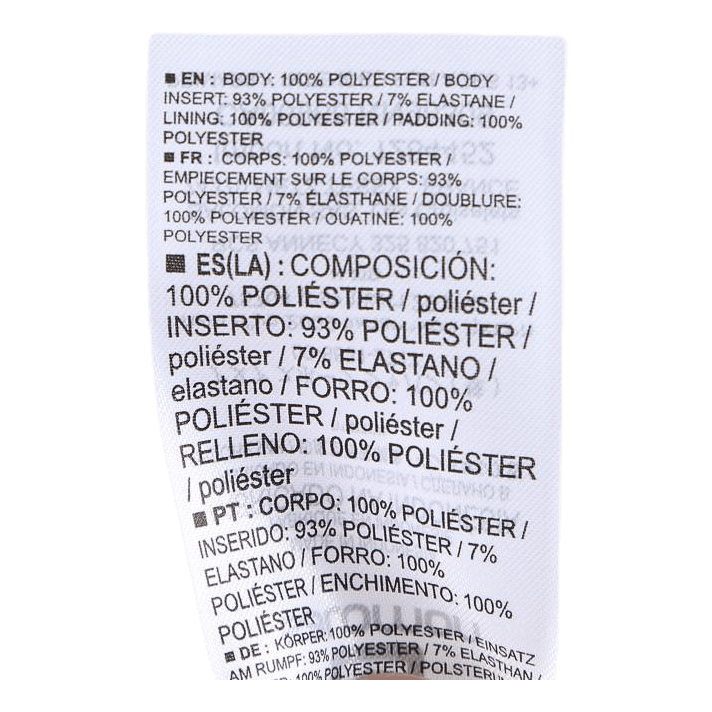 ■ EN : BODY: 100% POLYESTER / BODY
INSERT: 93% POLYESTER / 7% ELASTANE /
LINING: 100% POLYESTER / PADDING: 100%
POLYESTER
■ FR : CORPS: 100% POLYESTER /
EMPIECEMENT SUR LE CORPS: 93%
POLYESTER / 7% ÉLASTHANE / DOUBLURE:
100% POLYESTER / OUATINE: 100%
POLYESTER
■ ES(LA) : COMPOSICIÓN:
100% POLIÉSTER / poliéster /
INSERTO: 93% POLIÉSTER /
poliéster / 7% ELASTANO /
elastano / FORRO: 100%
POLIÉSTER / poliéster /
RELLENO: 100% POLIÉSTER
/ poliéster
■ PT : CORPO: 100% POLIÉSTER /
INSERIDO: 93% POLIÉSTER / 7%
ELASTANO / FORRO: 100%
POLIÉSTER / ENCHIMENTO: 100%
POLIÉSTER
■ DE : KÖRPER: 100% POLYESTER / EINSATZ
AM RUMPF: 93% POLYESTER / 7% ELASTHAN /
100% POLYESTER /